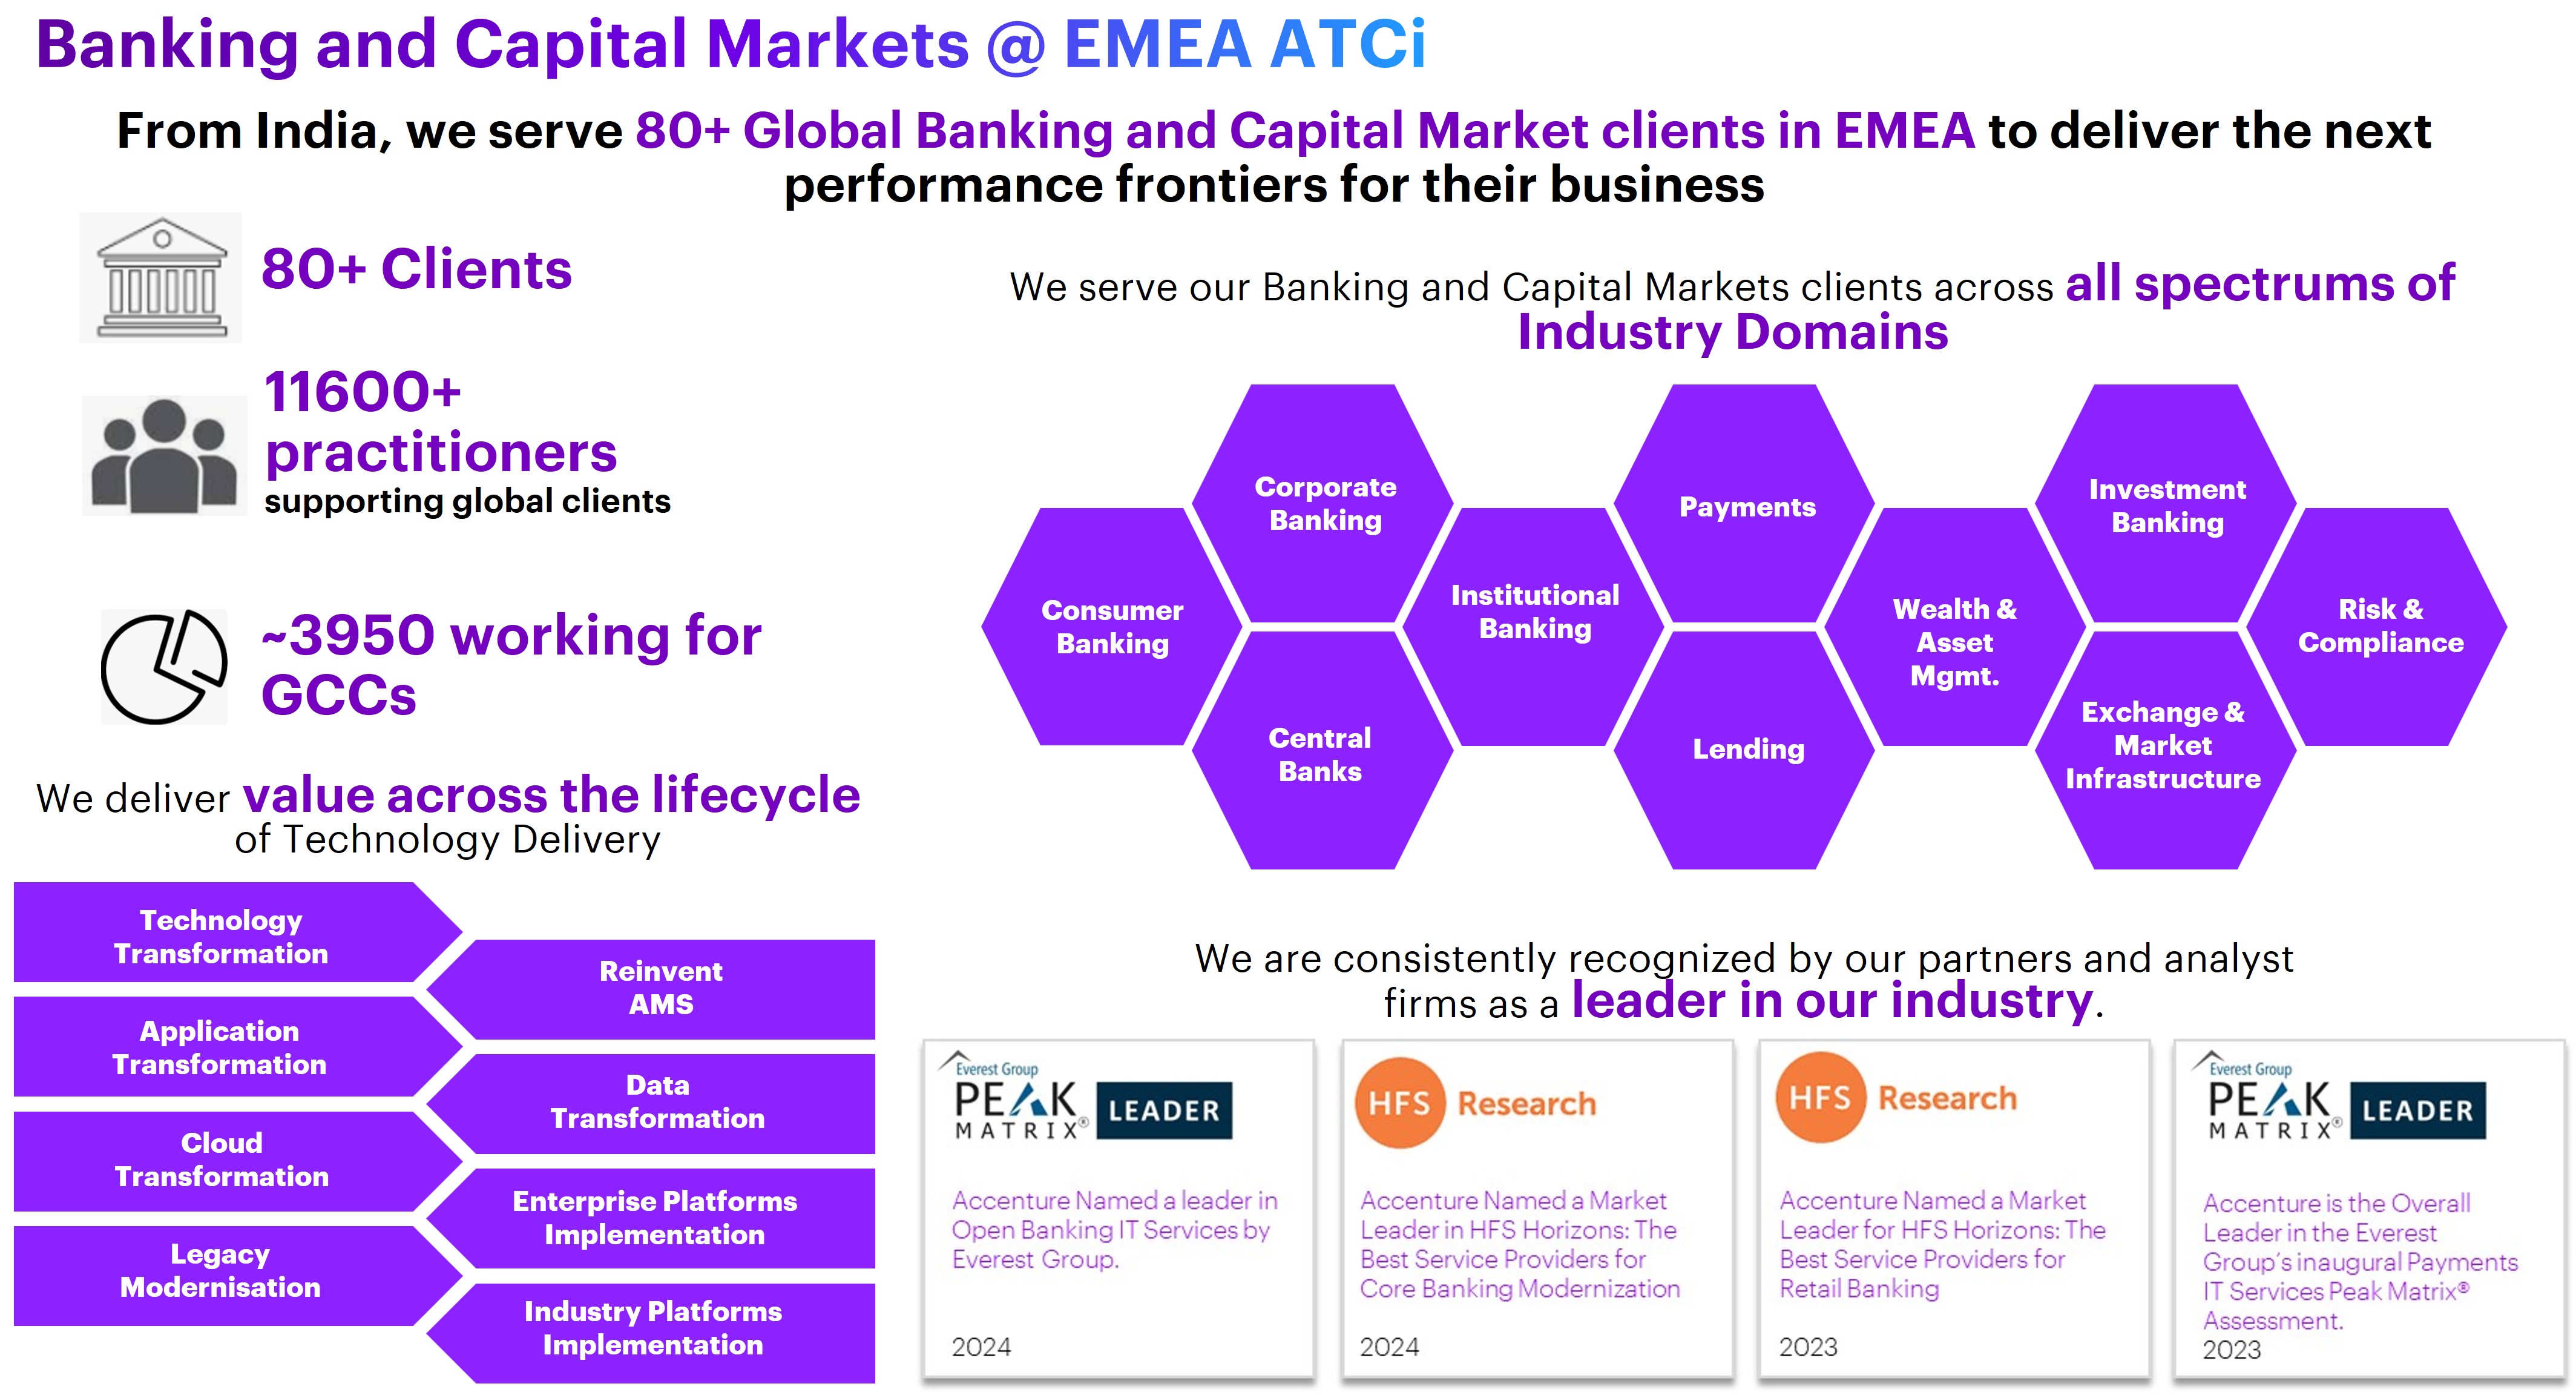 Banking and Capital Markets @ EMEA ATCi
From India, we serve 80+ Global Banking and Capital Market clients in EMEA to deliver the next
performance frontiers for their business
80+ Clients
11600+
practitioners
supporting global clients
~3950 working for
GCCs
We deliver value across the lifecycle
of Technology Delivery
Technology
Transformation
Reinvent
AMS
Application
Transformation
Data
Transformation
Cloud
Transformation
Enterprise Platforms
Implementation
Legacy
Modernisation
Industry Platforms
Implementation
We serve our Banking and Capital Markets clients across all spectrums of
Industry Domains
Consumer
Banking
Corporate
Banking
Central
Banks
Institutional
Banking
Payments
Lending
Wealth &
Asset
Mgmt.
Investment
Banking
Exchange &
Market
Infrastructure
Risk &
Compliance
We are consistently recognized by our partners and analyst
firms as a leader in our industry.
Everest Group
PEAK
MATRIX®
LEADER
Accenture Named a leader in
Open Banking IT Services by
Everest Group.
2024
HFS Research
Accenture Named a Market
Leader in HFS Horizons: The
Best Service Providers for
Core Banking Modernization
2024
HFS Research
Accenture Named a Market
Leader for HFS Horizons: The
Best Service Providers for
Retail Banking
2023
Everest Group
PEAK
MATRIX®
LEADER
Accenture is the Overall
Leader in the Everest
Group's inaugural Payments
IT Services Peak Matrix®
Assessment.
2023